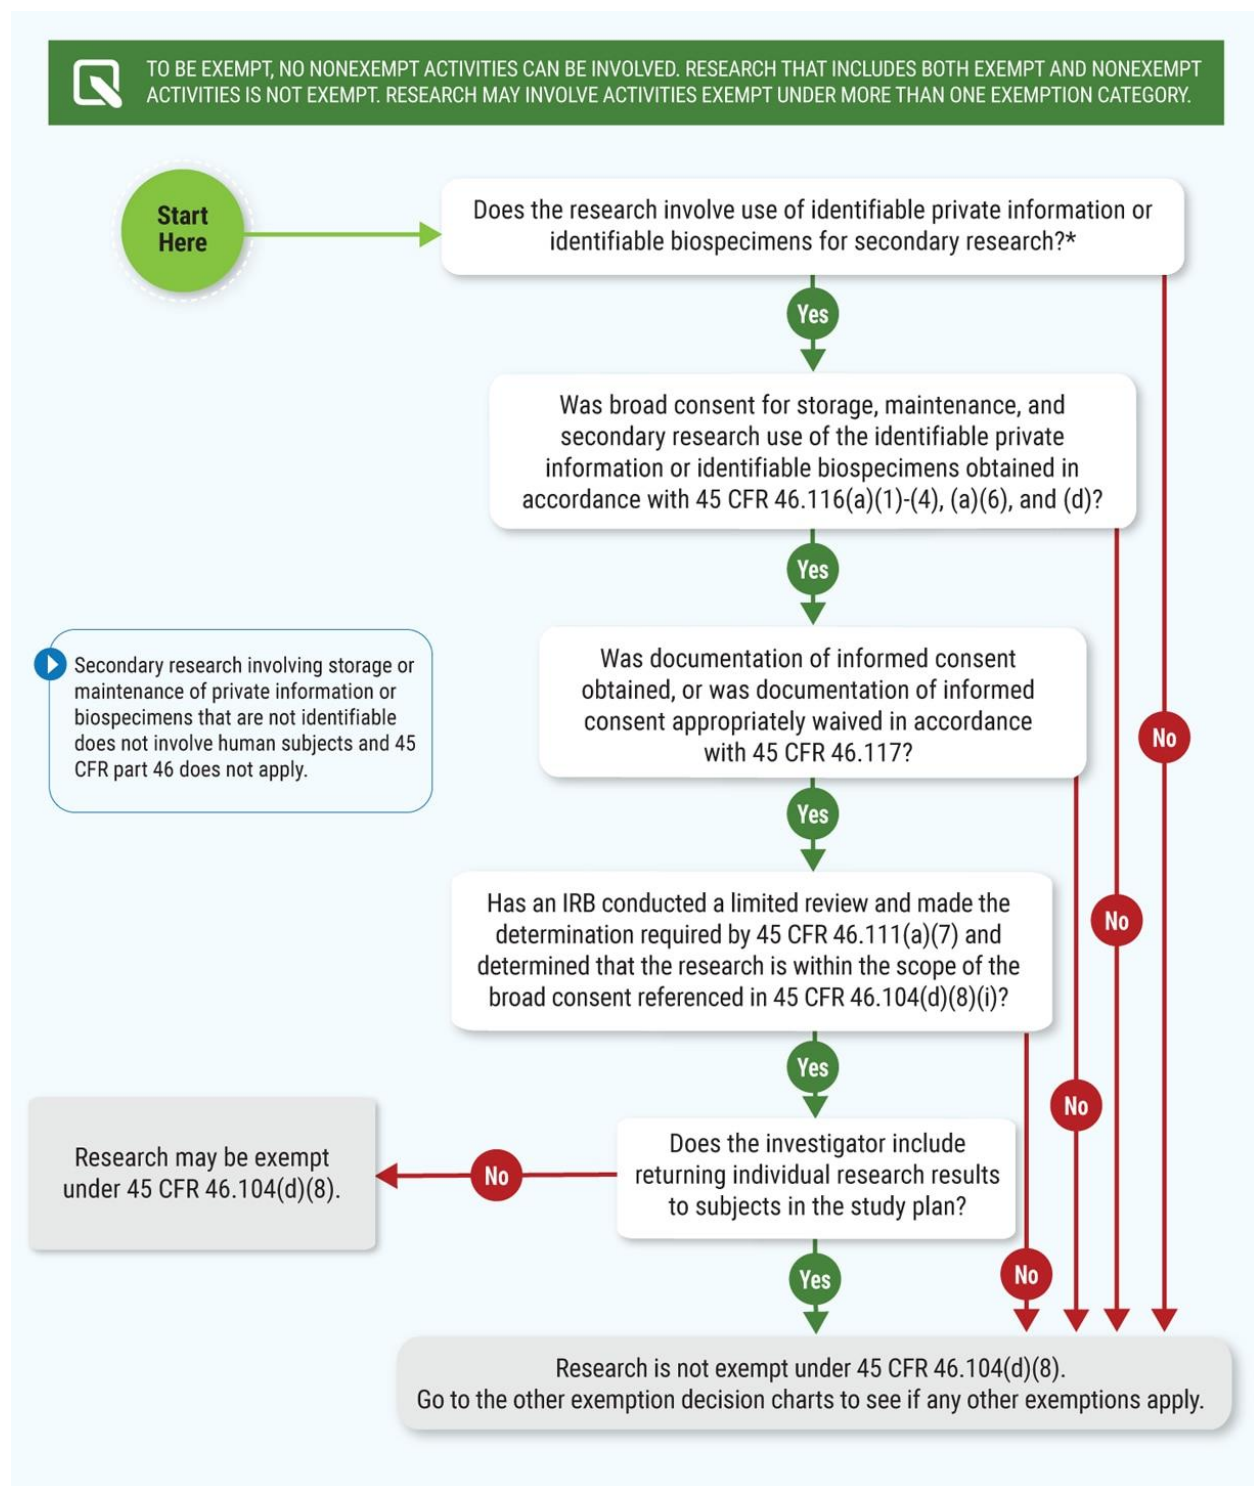 TO BE EXEMPT, NO NONEXEMPT ACTIVITIES CAN BE INVOLVED. RESEARCH THAT INCLUDES BOTH EXEMPT AND NONEXEMPT
ACTIVITIES IS NOT EXEMPT. RESEARCH MAY INVOLVE ACTIVITIES EXEMPT UNDER MORE THAN ONE EXEMPTION CATEGORY.
Start
Here
Does the research involve use of identifiable private information or
identifiable biospecimens for secondary research?*
Yes
Was broad consent for storage, maintenance, and
secondary research use of the identifiable private
information or identifiable biospecimens obtained in
accordance with 45 CFR 46.116(a)(1)-(4), (a)(6), and (d)?
Yes
Secondary research involving storage or
maintenance of private information or
biospecimens that are not identifiable
does not involve human subjects and 45
CFR part 46 does not apply.
Was documentation of informed consent
obtained, or was documentation of informed
consent appropriately waived in accordance
with 45 CFR 46.117?
No
Yes
Has an IRB conducted a limited review and made the
determination required by 45 CFR 46.111(a)(7) and
determined that the research is within the scope of the
broad consent referenced in 45 CFR 46.104(d)(8)(i)?
No
Yes
No
Does the investigator include
returning individual research results
to subjects in the study plan?
No
Research may be exempt
under 45 CFR 46.104(d)(8).
Yes
No
Research is not exempt under 45 CFR 46.104(d)(8).
Go to the other exemption decision charts to see if any other exemptions apply.